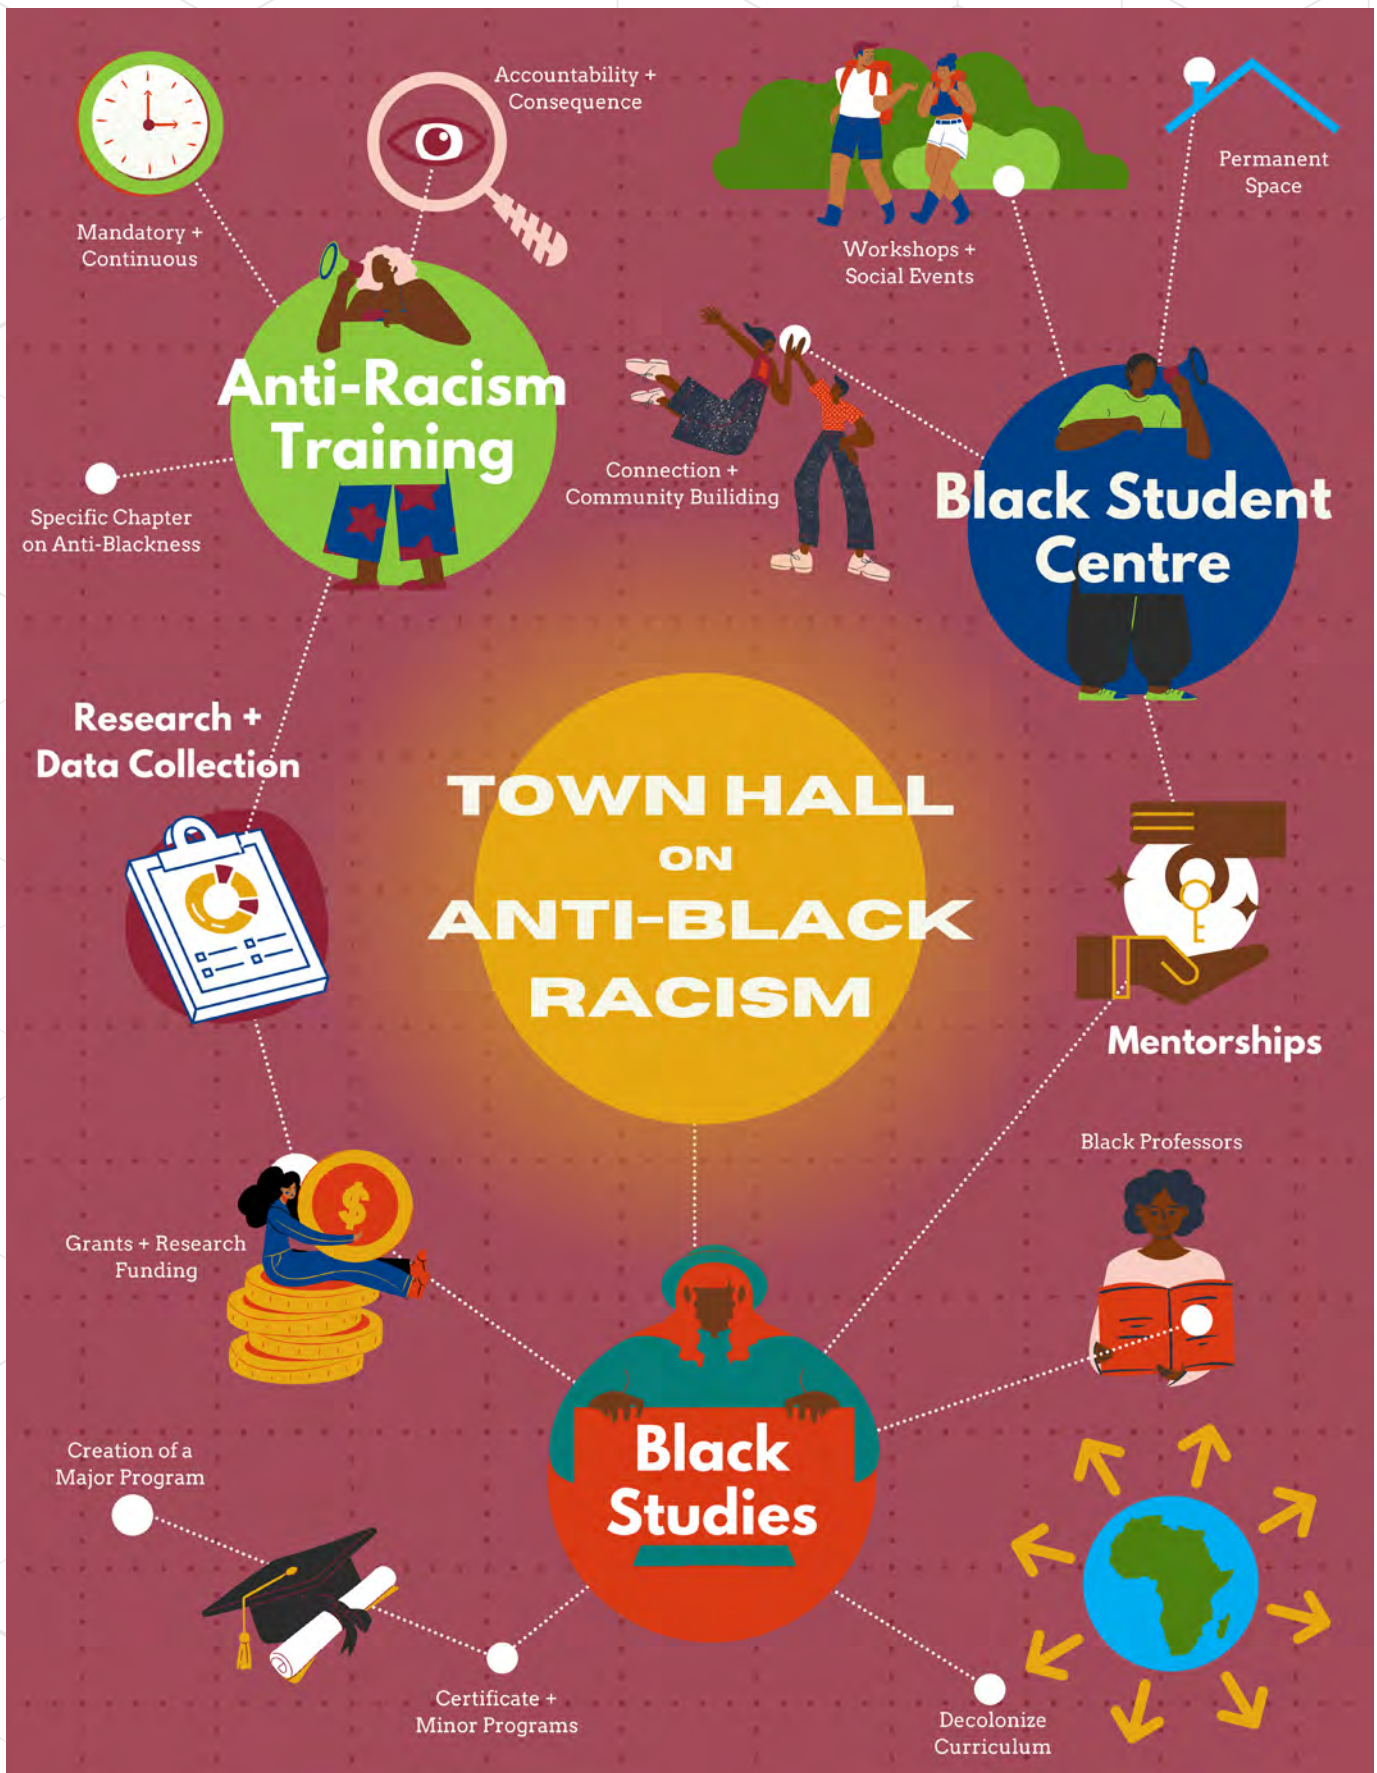 Accountability +
Consequence
Mandatory +
Continuous
Permanent
Space
Workshops +
Social Events
Anti-Racism
Training
Specific Chapter
on Anti-Blackness
Connection +
Community Builiding
Black Student
Centre
Research +
Data Collection
TOWN HALL
ON
ANTI-BLACK
RACISM
Mentorships
Black Professors
Grants + Research
Funding
$
Black
Studies
Creation of a
Major Program
Certificate +
Minor Programs
Decolonize
Curriculum